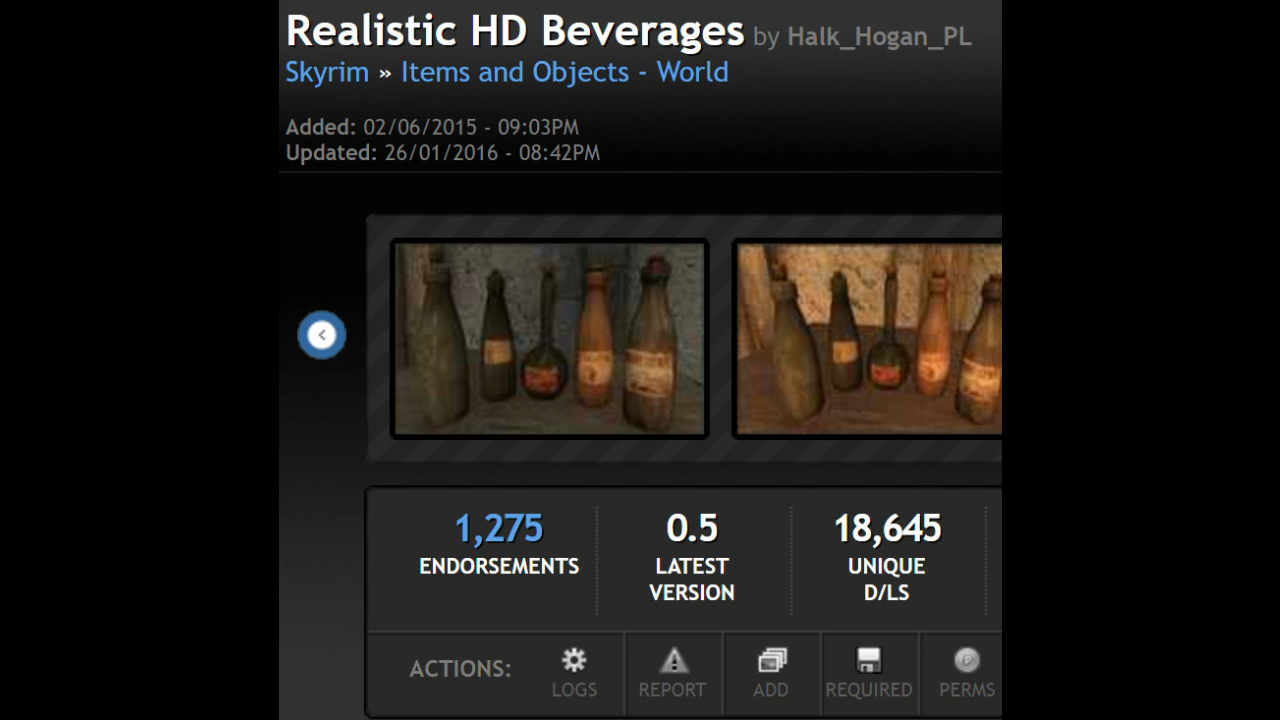 Realistic HD Beverages by Halk_Hogan_PL
Skyrim » Items and Objects - World
Added: 02/06/2015 - 09:03PM
Updated: 26/01/2016 - 08:42PM
1,275 0.5 18,645
ENDORSEMENTS LATEST UNIQUE
VERSION D/LS
ACTIONS: LOGS REPORT ADD REQUIRED PERMS